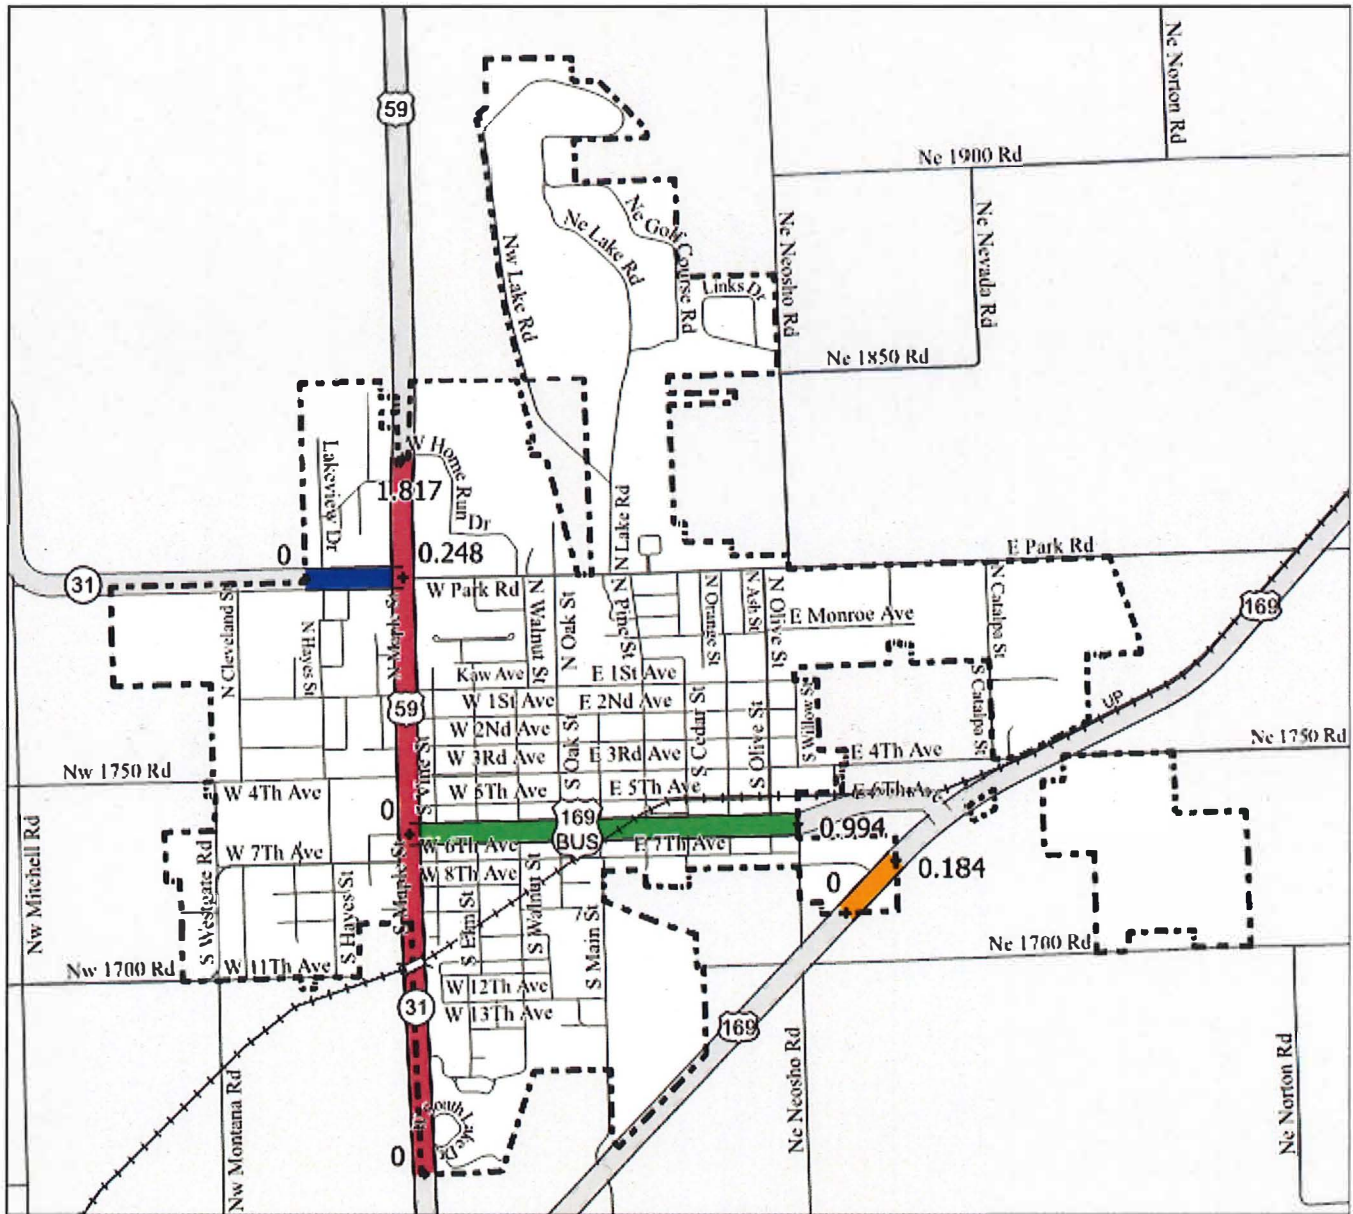 59
Ne Norton Rd
Ne 1900 Rd
Ne Nevada Rd
Ne Neosho Rd
Ne Golf Course Rd
Ne Lake Rd
Nw Lake Rd
Links Dr
Ne 1850 Rd
W Home Run Dr
Lakeview Dr
1.817
0
0.248
31
N Lake Rd
E Park Rd
169
W Park Rd
N Cleveland St
N Hayes St
N Maple St
N Walnut St
N Oak St
N Pine St
N Orange St
N Ash St
N Olive St
E Monroe Ave
N Catalpa St
Kaw Ave
E 1St Ave
W 1St Ave
E 2Nd Ave
59
W 2Nd Ave
W 3Rd Ave
E 3Rd Ave
S Vine St
S Oak St
S Cedar St
S Olive St
S Willow St
S Catalpa St
UP
E 4Th Ave
Ne 1750 Rd
Nw 1750 Rd
W 4Th Ave
W 5Th Ave
E 5Th Ave
E 6Th Ave
0
169
BUS
0.994
W 6Th Ave
E 7Th Ave
W 7Th Ave
W 8Th Ave
0
0.184
Nw Mitchell Rd
S Westgate Rd
S Hayes St
S Maple St
S Elm St
S Walnut St
S Main St
Nw 1700 Rd
W 11Th Ave
W 12Th Ave
W 13Th Ave
Ne 1700 Rd
31
169
Nw Montana Rd
South Lake Dr
0
Ne Neosho Rd
Ne Norton Rd